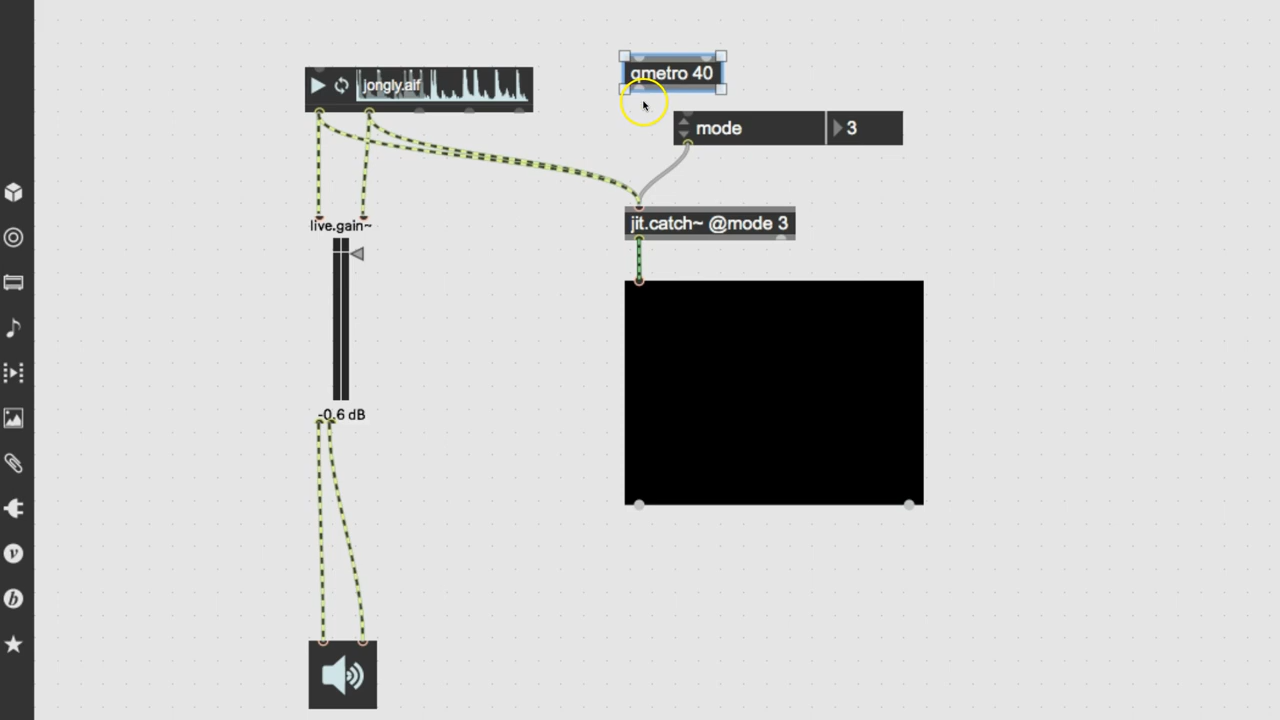 jongly.aif
qmetro 40
mode
3
jit.catch~ @mode 3
live.gain~
-0.6 dB